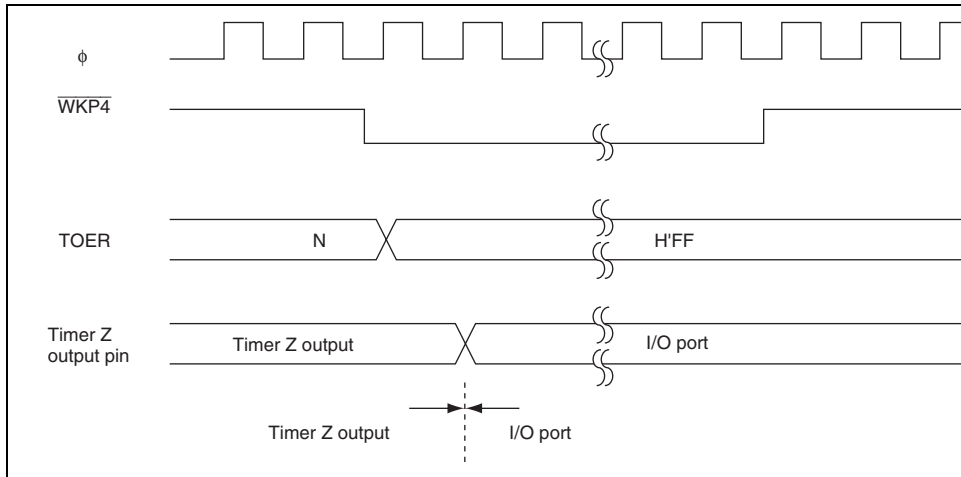 ϕ
WKP4
TOER
N
H'FF
Timer Z
output pin
Timer Z output
I/O port
Timer Z output
I/O port